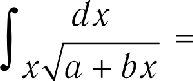 ∫ dx / (x√(a + bx)) =